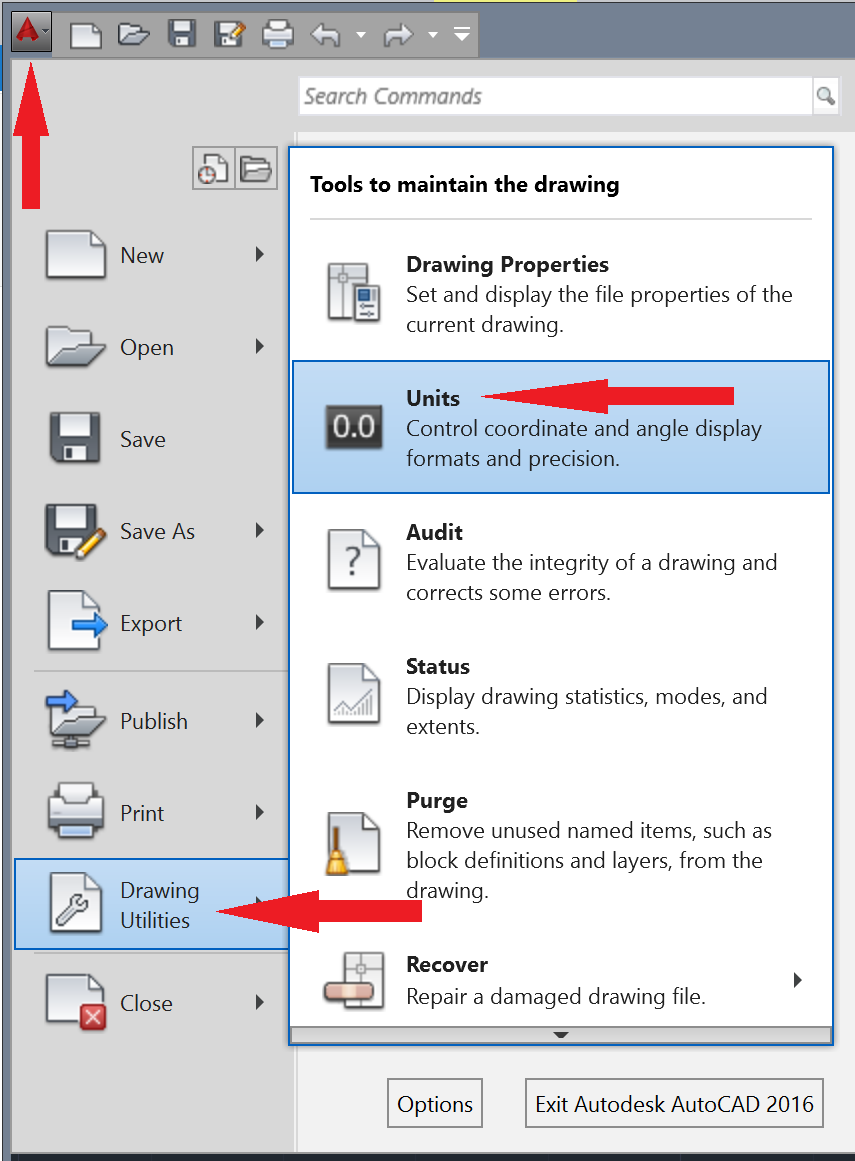 Search Commands
Tools to maintain the drawing
New
Open
Save
Save As
Export
Publish
Print
Drawing
Utilities
Close
Drawing Properties
Set and display the file properties of the
current drawing.
0.0
Units
Control coordinate and angle display
formats and precision.
?
Audit
Evaluate the integrity of a drawing and
corrects some errors.
Status
Display drawing statistics, modes, and
extents.
Purge
Remove unused named items, such as
block definitions and layers, from the
drawing.
Recover
Repair a damaged drawing file.
Options
Exit Autodesk AutoCAD 2016